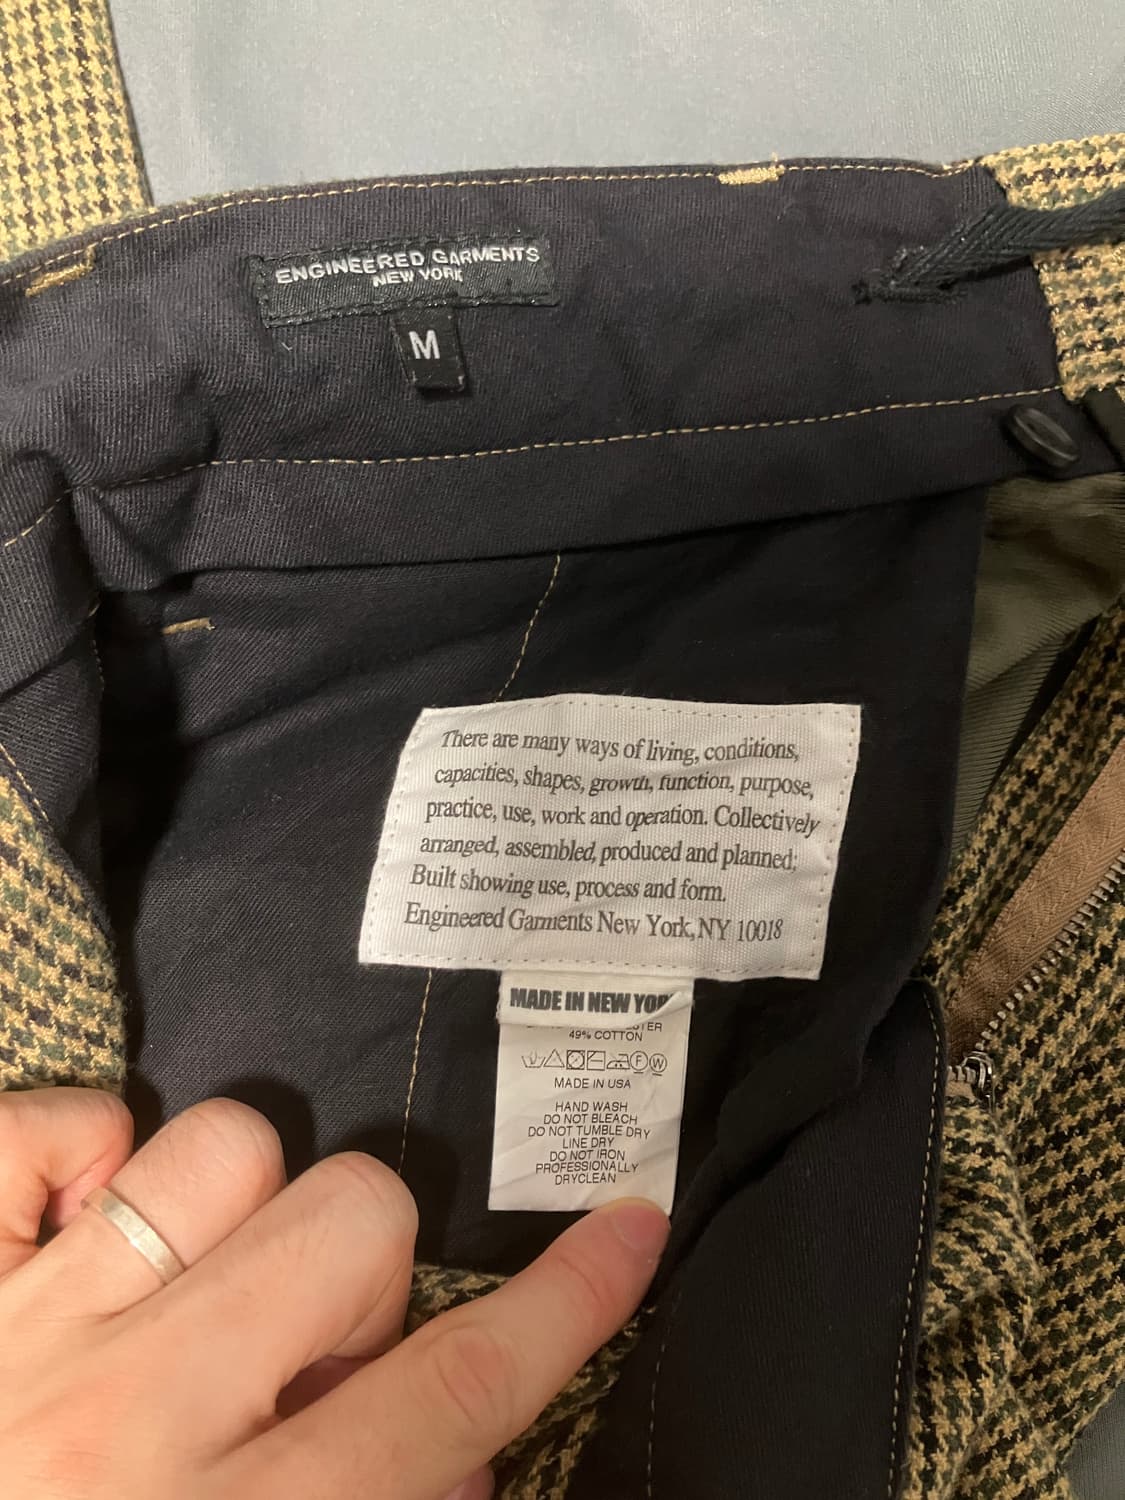 ENGINEERED GARMENTS
NEW YORK
M
There are many ways of living, conditions,
capacities, shapes, growth, function, purpose,
practice, use, work and operation. Collectively
arranged, assembled, produced and planned;
Built showing use, process and form.
Engineered Garments New York, NY 10018
MADE IN NEW
49% COTTON
F W
MADE IN USA
HAND WASH
DO NOT BLEACH
DO NOT TUMBLE DRY
LINE DRY
DO NOT IRON
PROFESSIONALLY
DRYCLEAN